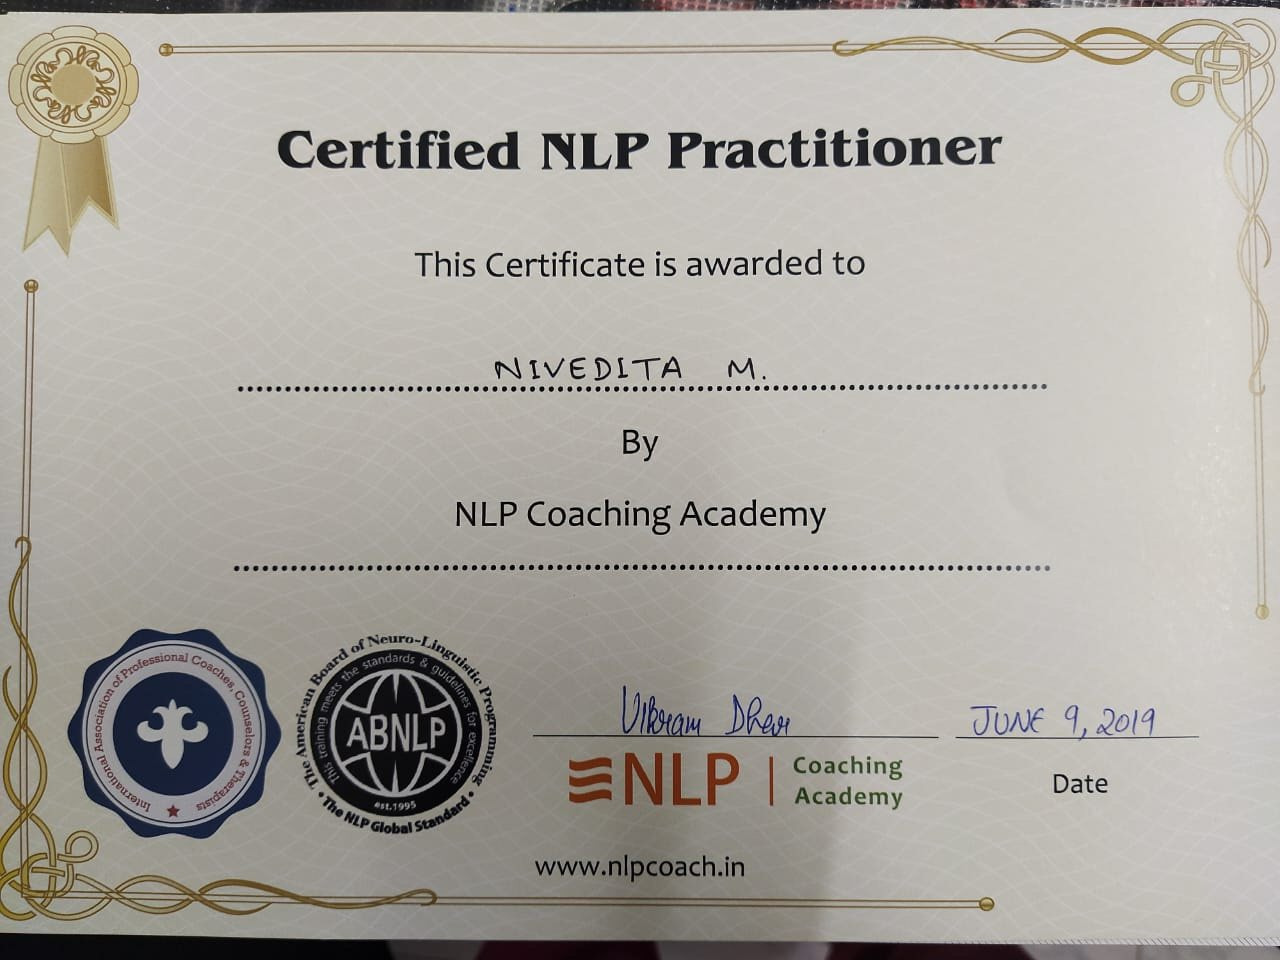 Certified NLP Practitioner
This Certificate is awarded to
NIVEDITA M.
By
NLP Coaching Academy
International Association of Professional Coaches, Counselors & Therapists
The American Board of Neuro-Linguistic Programming
This training meets the standards & guidelines for excellence
ABNLP
est.1995
The NLP Global Standard
Vikram Dhar
JUNE 9, 2019
NLP | Coaching Academy
Date
www.nlpcoach.in